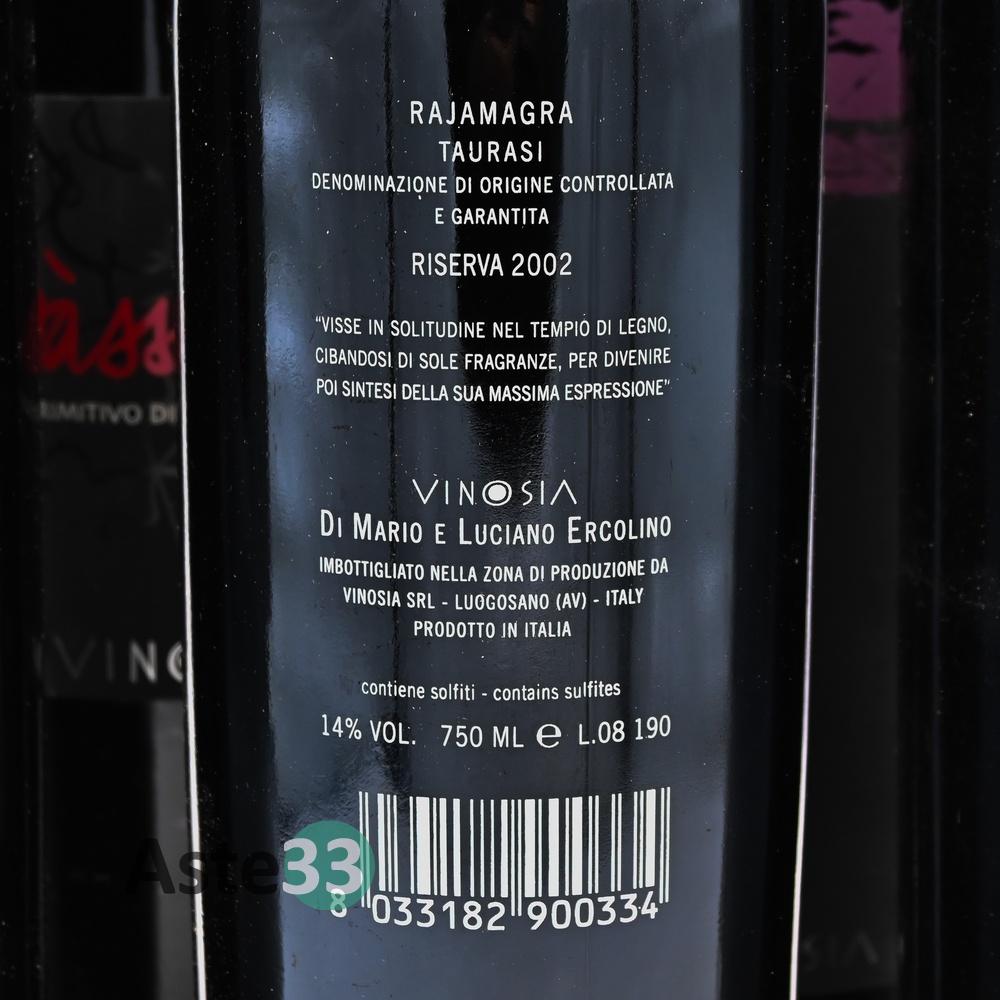 RAJAMAGRA
TAURASI
DENOMINAZIONE DI ORIGINE CONTROLLATA
E GARANTITA
RISERVA 2002
“VISSE IN SOLITUDINE NEL TEMPIO DI LEGNO,
CIBANDOSI DI SOLE FRAGRANZE, PER DIVENIRE
POI SINTESI DELLA SUA MASSIMA ESPRESSIONE”
VINOSIA
DI MARIO E LUCIANO ERCOLINO
IMBOTTIGLIATO NELLA ZONA DI PRODUZIONE DA
VINOSIA SRL - LUOGOSANO (AV) - ITALY
PRODOTTO IN ITALIA
contiene solfiti - contains sulfites
14% VOL. 750 ML e L.08 190
8 033182 900334
Aste33
PRIMITIVO DI